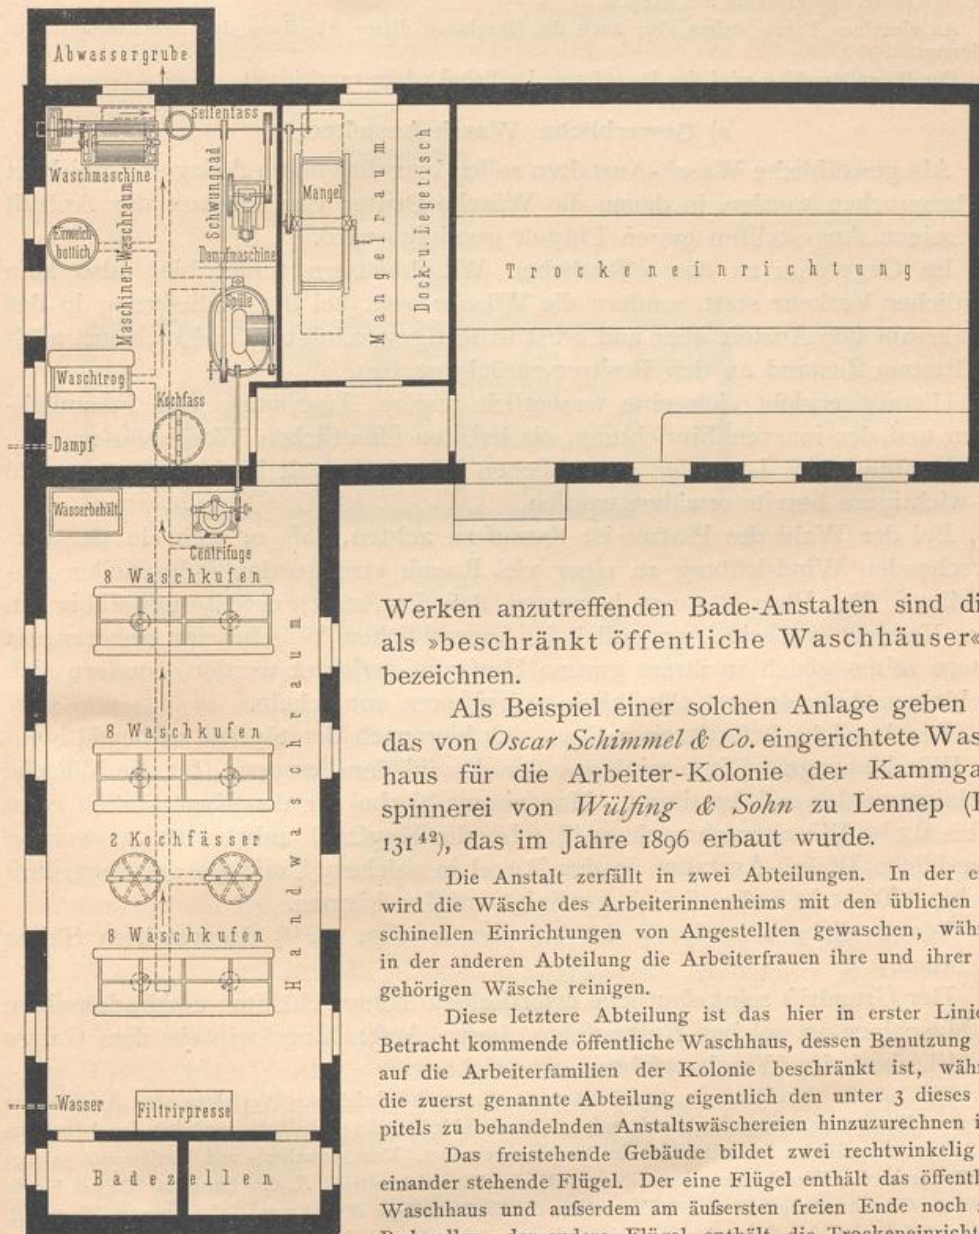 Abwassergrube
Seifenfass
Waschmaschine
Maschinen-Waschraum
Schwungrad
Dampfmaschine
Mangel
Mangelraum
Dock-u. Legetisch
Trockeneinrichtung
Einweich-
bottich
Spüle
Waschtrog
Kochfass
Dampf
Wasserbehält.
Centrifuge
8 Waschkufen
8 Waschkufen
2 Kochfässer
8 Waschkufen
Handwaschraum
Wasser
Filtrirpresse
Badezellen
Werken anzutreffenden Bade-Anstalten sind di
als »beschränkt öffentliche Waschhäuser«
bezeichnen.
Als Beispiel einer solchen Anlage geben
das von Oscar Schimmel & Co. eingerichtete Was
haus für die Arbeiter-Kolonie der Kammga
spinnerei von Wülfing & Sohn zu Lennep (
131⁴²), das im Jahre 1896 erbaut wurde.
Die Anstalt zerfällt in zwei Abteilungen. In der e
wird die Wäsche des Arbeiterinnenheims mit den üblichen
schinellen Einrichtungen von Angestellten gewaschen, wäh
in der anderen Abteilung die Arbeiterfrauen ihre und ihrer
gehörigen Wäsche reinigen.
Diese letztere Abteilung ist das hier in erster Linie
Betracht kommende öffentliche Waschhaus, dessen Benutzung
auf die Arbeiterfamilien der Kolonie beschränkt ist, wäh
die zuerst genannte Abteilung eigentlich den unter 3 dieses
pitels zu behandelnden Anstaltswäschereien hinzuzurechnen i
Das freistehende Gebäude bildet zwei rechtwinkelig
einander stehende Flügel. Der eine Flügel enthält das öffentl
Waschhaus und aufserdem am äufsersten freien Ende noch